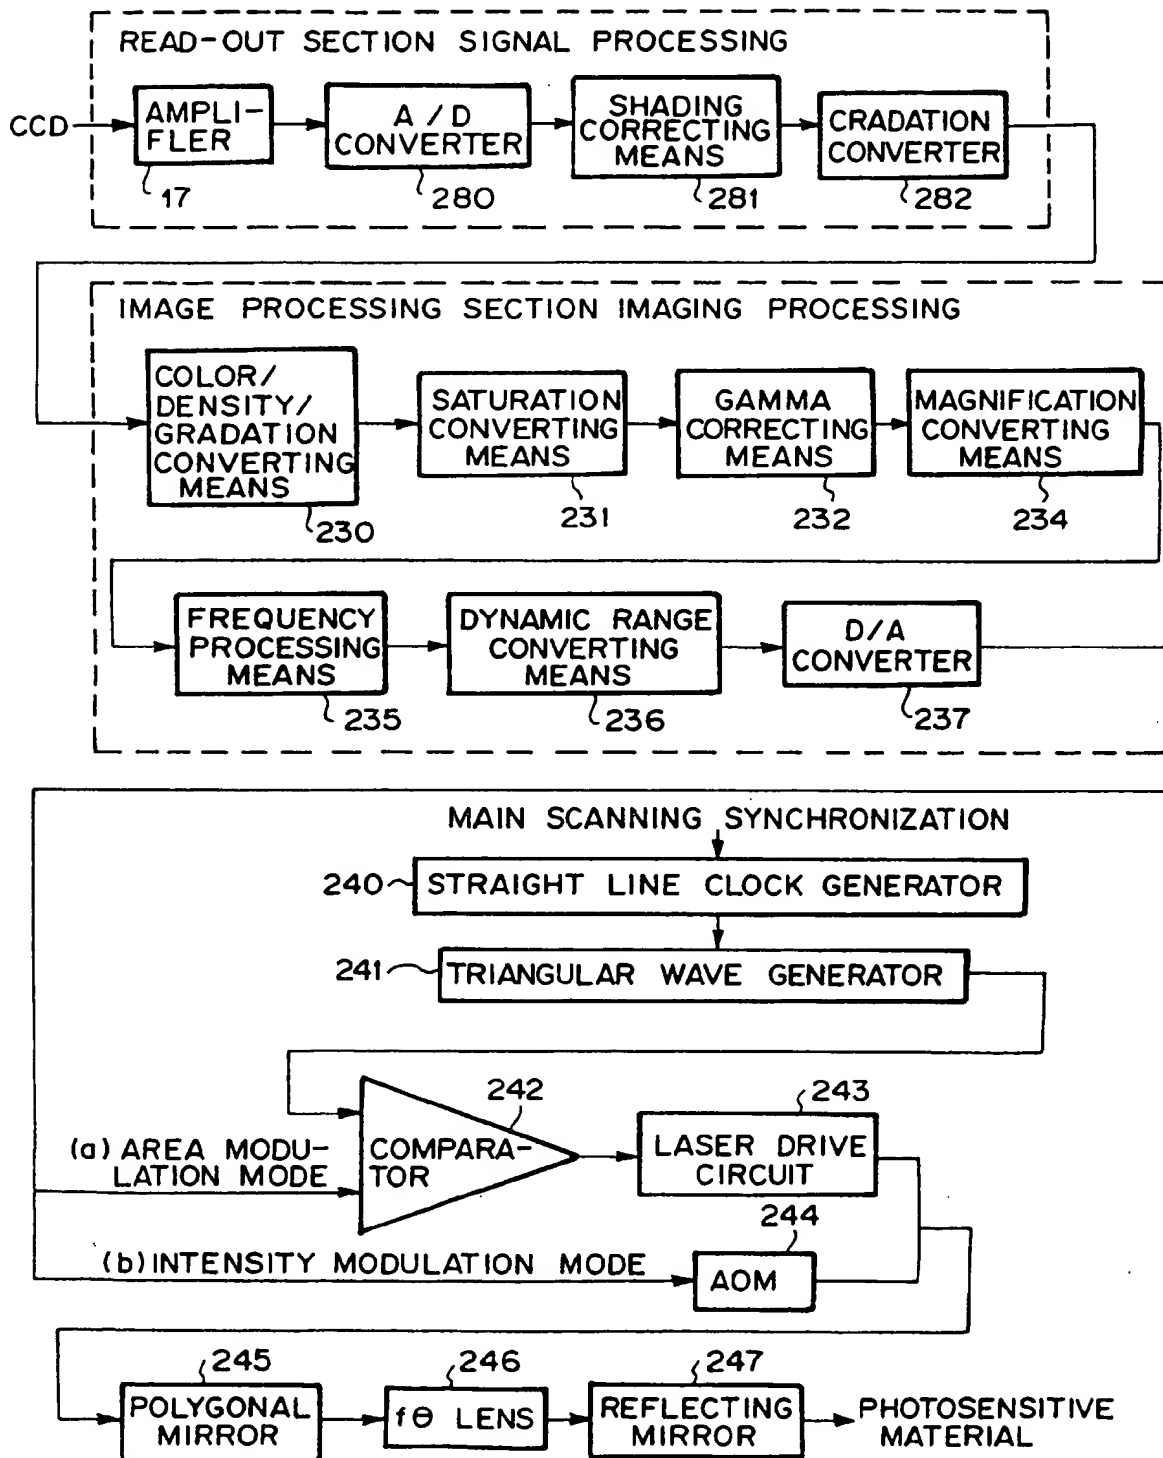 READ-OUT SECTION SIGNAL PROCESSING
CCD
AMPLI-
FLER
17
A/D
CONVERTER
280
SHADING
CORRECTING
MEANS
281
CRADATION
CONVERTER
282
IMAGE PROCESSING SECTION IMAGING PROCESSING
COLOR/
DENSITY/
GRADATION
CONVERTING
MEANS
230
SATURATION
CONVERTING
MEANS
231
GAMMA
CORRECTING
MEANS
232
MAGNIFICATION
CONVERTING
MEANS
234
FREQUENCY
PROCESSING
MEANS
235
DYNAMIC RANGE
CONVERTING
MEANS
236
D/A
CONVERTER
237
MAIN SCANNING SYNCHRONIZATION
240
STRAIGHT LINE CLOCK GENERATOR
241
TRIANGULAR WAVE GENERATOR
(a) AREA MODU-
LATION MODE
COMPARA-
TOR
242
243
LASER DRIVE
CIRCUIT
(b) INTENSITY MODULATION MODE
244
AOM
245
POLYGONAL
MIRROR
246
fθ LENS
247
REFLECTING
MIRROR
PHOTOSENSITIVE
MATERIAL